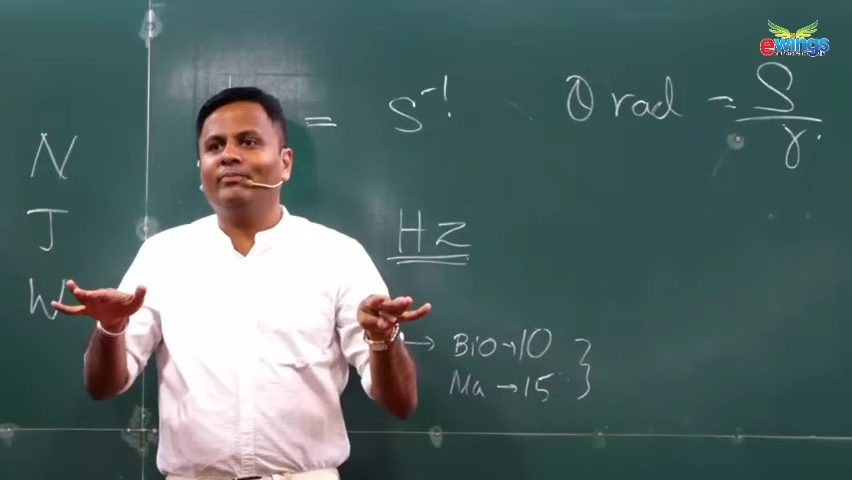 ewings
N
J
W
= S⁻¹
Hz
θ rad = S/r
→ Bio → 10
Ma → 15 }